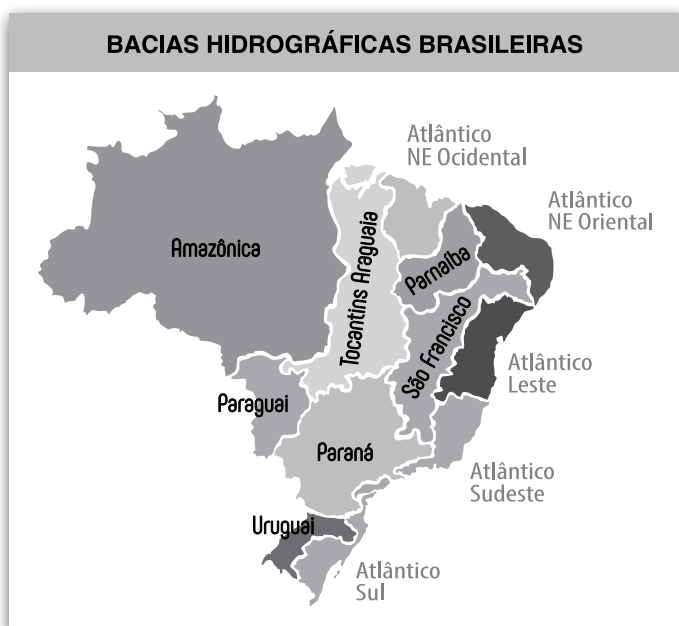 BACIAS HIDROGRÁFICAS BRASILEIRAS
Atlântico
NE Ocidental
Atlântico
NE Oriental
Amazônica
Tocantins Araguaia
Parnaíba
São Francisco
Atlântico
Leste
Paraguai
Paraná
Atlântico
Sudeste
Uruguai
Atlântico
Sul